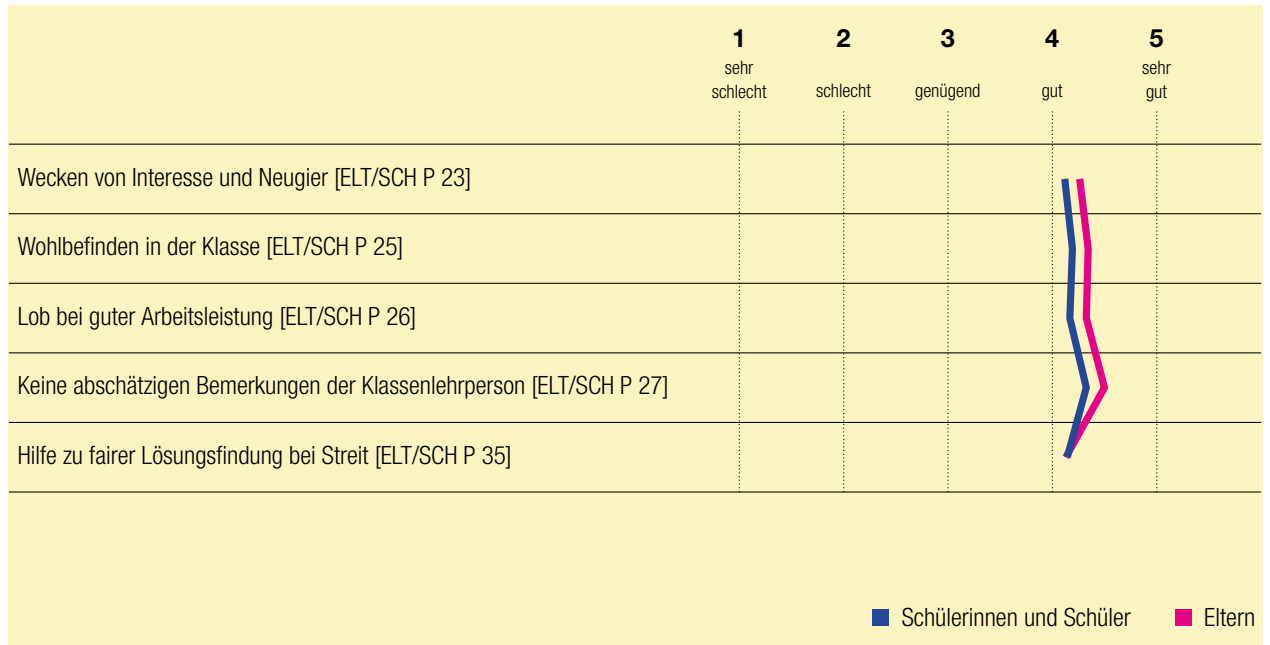 1 2 3 4 5
sehr schlecht schlecht genügend gut sehr gut
Wecken von Interesse und Neugier [ELT/SCH P 23]
Wohlbefinden in der Klasse [ELT/SCH P 25]
Lob bei guter Arbeitsleistung [ELT/SCH P 26]
Keine abschätzigen Bemerkungen der Klassenlehrperson [ELT/SCH P 27]
Hilfe zu fairer Lösungsfindung bei Streit [ELT/SCH P 35]
Schülerinnen und Schüler Eltern